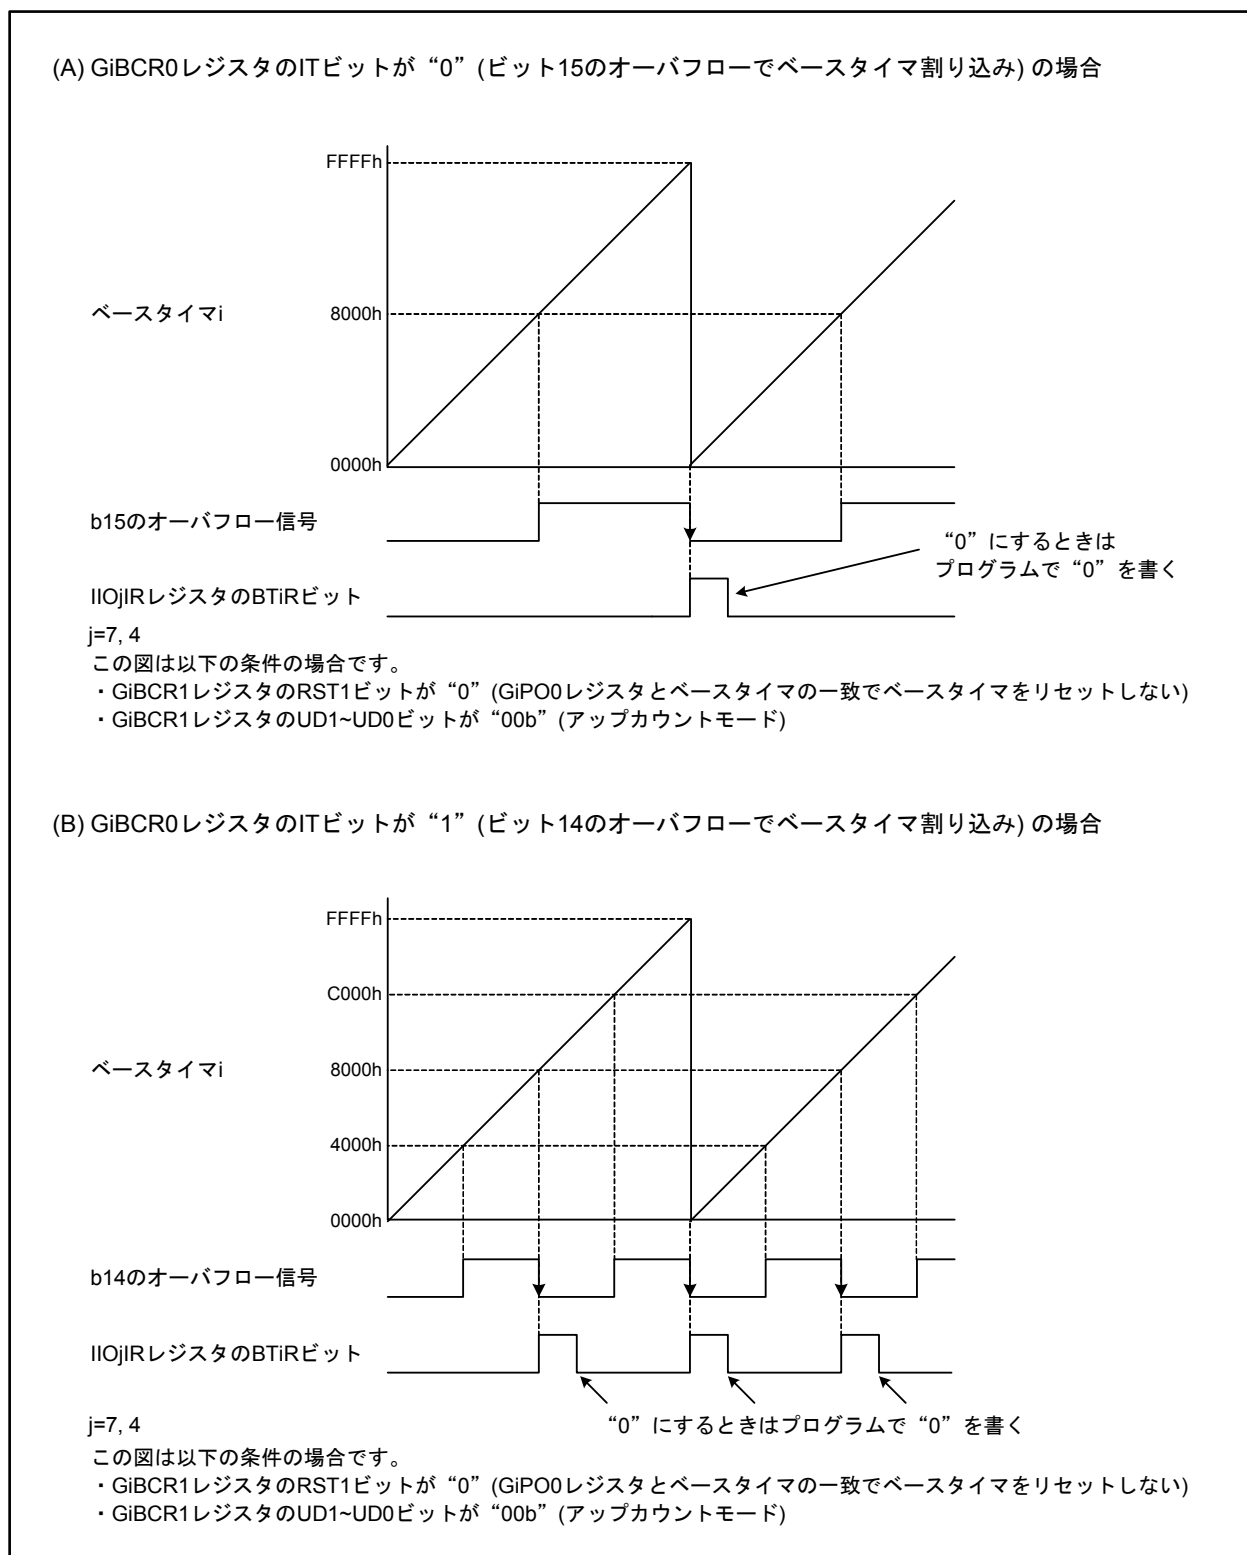 (A) GiBCR0レジスタのITビットが“0”(ビット15のオーバフローでベースタイマ割り込み) の場合
FFFFh
ベースタイマi
8000h
0000h
b15のオーバフロー信号
“0”にするときは
プログラムで“0”を書く
IIOjIRレジスタのBTiRビット
j=7, 4
この図は以下の条件の場合です。
・GiBCR1レジスタのRST1ビットが“0”(GiPO0レジスタとベースタイマの一致でベースタイマをリセットしない)
・GiBCR1レジスタのUD1~UD0ビットが“00b”(アップカウントモード)
(B) GiBCR0レジスタのITビットが“1”(ビット14のオーバフローでベースタイマ割り込み) の場合
FFFFh
C000h
ベースタイマi
8000h
4000h
0000h
b14のオーバフロー信号
IIOjIRレジスタのBTiRビット
j=7, 4
“0”にするときはプログラムで“0”を書く
この図は以下の条件の場合です。
・GiBCR1レジスタのRST1ビットが“0”(GiPO0レジスタとベースタイマの一致でベースタイマをリセットしない)
・GiBCR1レジスタのUD1~UD0ビットが“00b”(アップカウントモード)